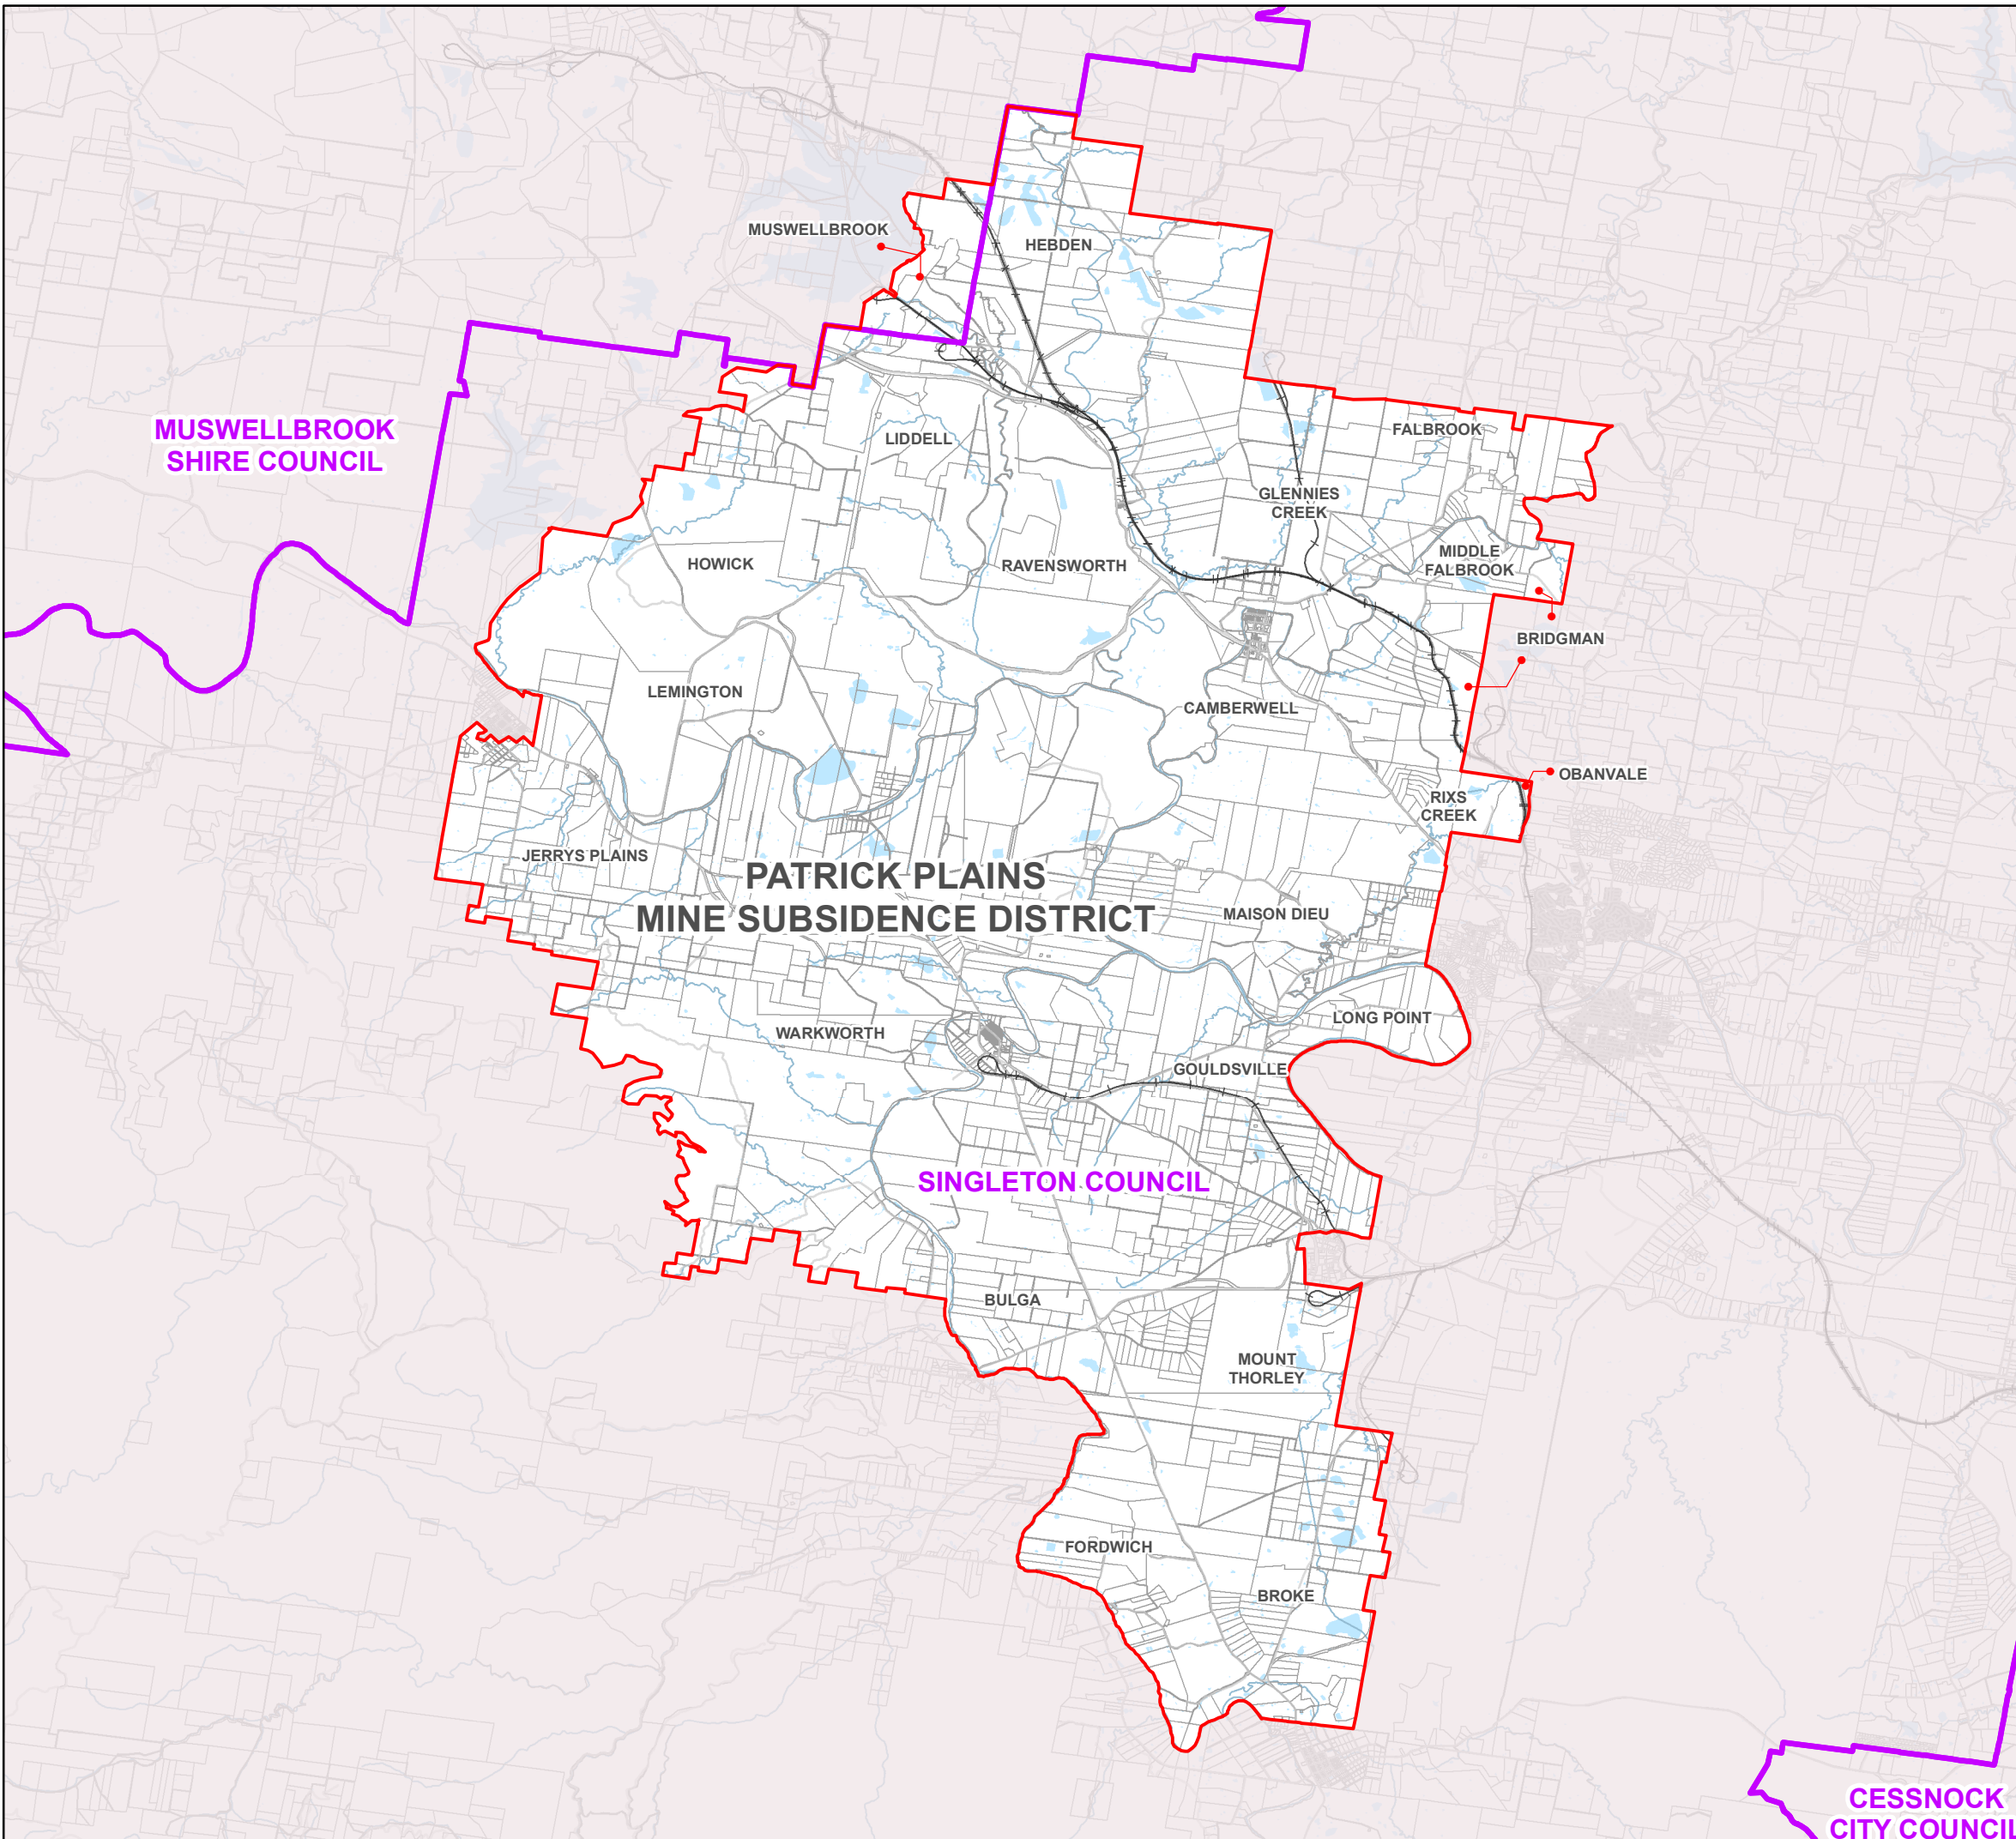 MUSWELLBROOK
HEBDEN
MUSWELLBROOK
SHIRE COUNCIL
LIDDELL
FALBROOK
GLENNIES
CREEK
HOWICK
RAVENSWORTH
MIDDLE
FALBROOK
BRIDGMAN
LEMINGTON
CAMBERWELL
OBANVALE
RIXS
CREEK
JERRYS PLAINS
PATRICK PLAINS
MINE SUBSIDENCE DISTRICT
MAISON DIEU
LONG POINT
WARKWORTH
GOULDSVILLE
SINGLETON COUNCIL
BULGA
MOUNT
THORLEY
FORDWICH
BROKE
CESSNOCK
CITY COUNCIL